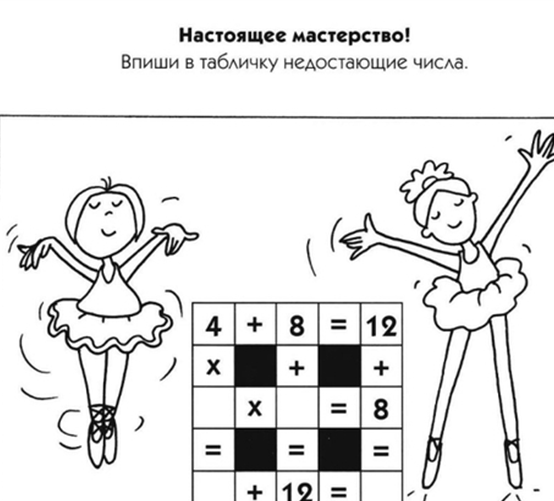 Настоящее мастерство!
Впиши в табличку недостающие числа.
4 + 8 = 12
x + +
x = 8
= = =
+ 12 =